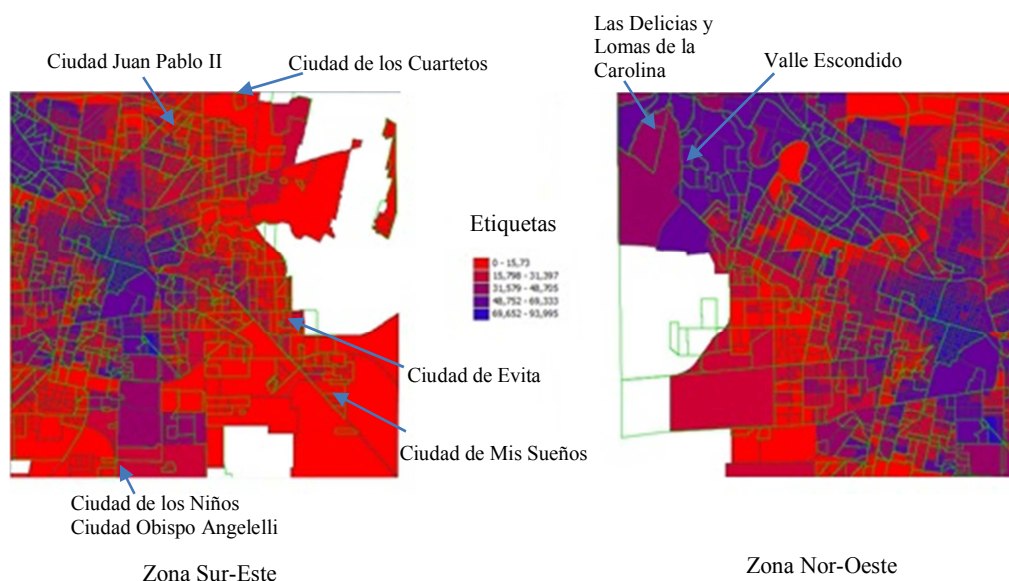 Ciudad Juan Pablo II
Ciudad de los Cuartetos
Las Delicias y
Lomas de la
Carolina
Valle Escondido
Etiquetas
0 - 15,73
15,798 - 31,397
31,579 - 48,705
48,752 - 69,333
69,652 - 93,995
Ciudad de Evita
Ciudad de Mis Sueños
Ciudad de los Niños
Ciudad Obispo Angelelli
Zona Sur-Este
Zona Nor-Oeste